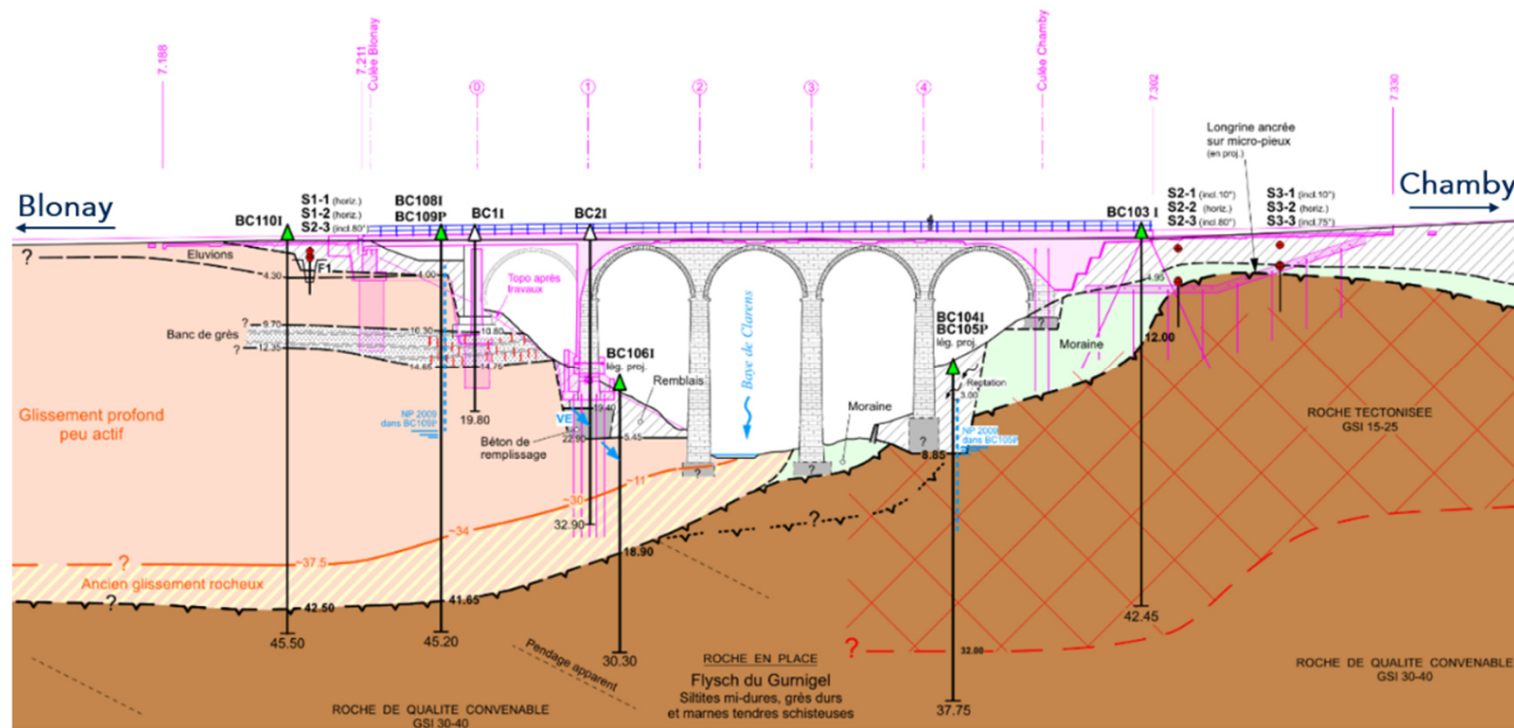 7.188
7.211
Culée Blonay
0
1
2
3
4
Culée Chamby
7.302
7.330
Longrine ancrée
sur micro-pieux
(en proj.)
Blonay
Chamby
S1-1 (horiz.)
S1-2 (horiz.)
S2-3 (incl.80°)
BC110I
BC108I
BC109P
BC1I
BC2I
BC103 I
S2-1 (incl.10°)
S2-2 (horiz.)
S2-3 (incl.80°)
S3-1 (incl.10°)
S3-2 (horiz.)
S3-3 (incl.75°)
?
Eluvions
F1
4.30
4.00
Topo après
travaux
4.95
?
9.70
10.30
10.80
Banc de grès
?
12.35
14.65
14.75
BC106I
lég. proj.
Baye de Clarens
BC104I
BC105P
lég. proj.
?
Moraine
12.00
Reptation
3.00
Remblais
Moraine
Glissement profond
peu actif
NP 2009
dans BC109P
19.80
VE
19.40
22.90
5.45
Béton de
remplissage
?
?
?
8.85
NP 2009
dans BC105P
ROCHE TECTONISEE
GSI 15-25
~11
~30
32.90
~34
?
~37.5
18.90
?
Ancien glissement rocheux
?
42.50
41.65
45.50
45.20
30.30
42.45
?
32.00
Pendage apparent
ROCHE EN PLACE
Flysch du Gurnigel
Siltites mi-dures, grès durs
et marnes tendres schisteuses
37.75
ROCHE DE QUALITE CONVENABLE
GSI 30-40
ROCHE DE QUALITE CONVENABLE
GSI 30-40